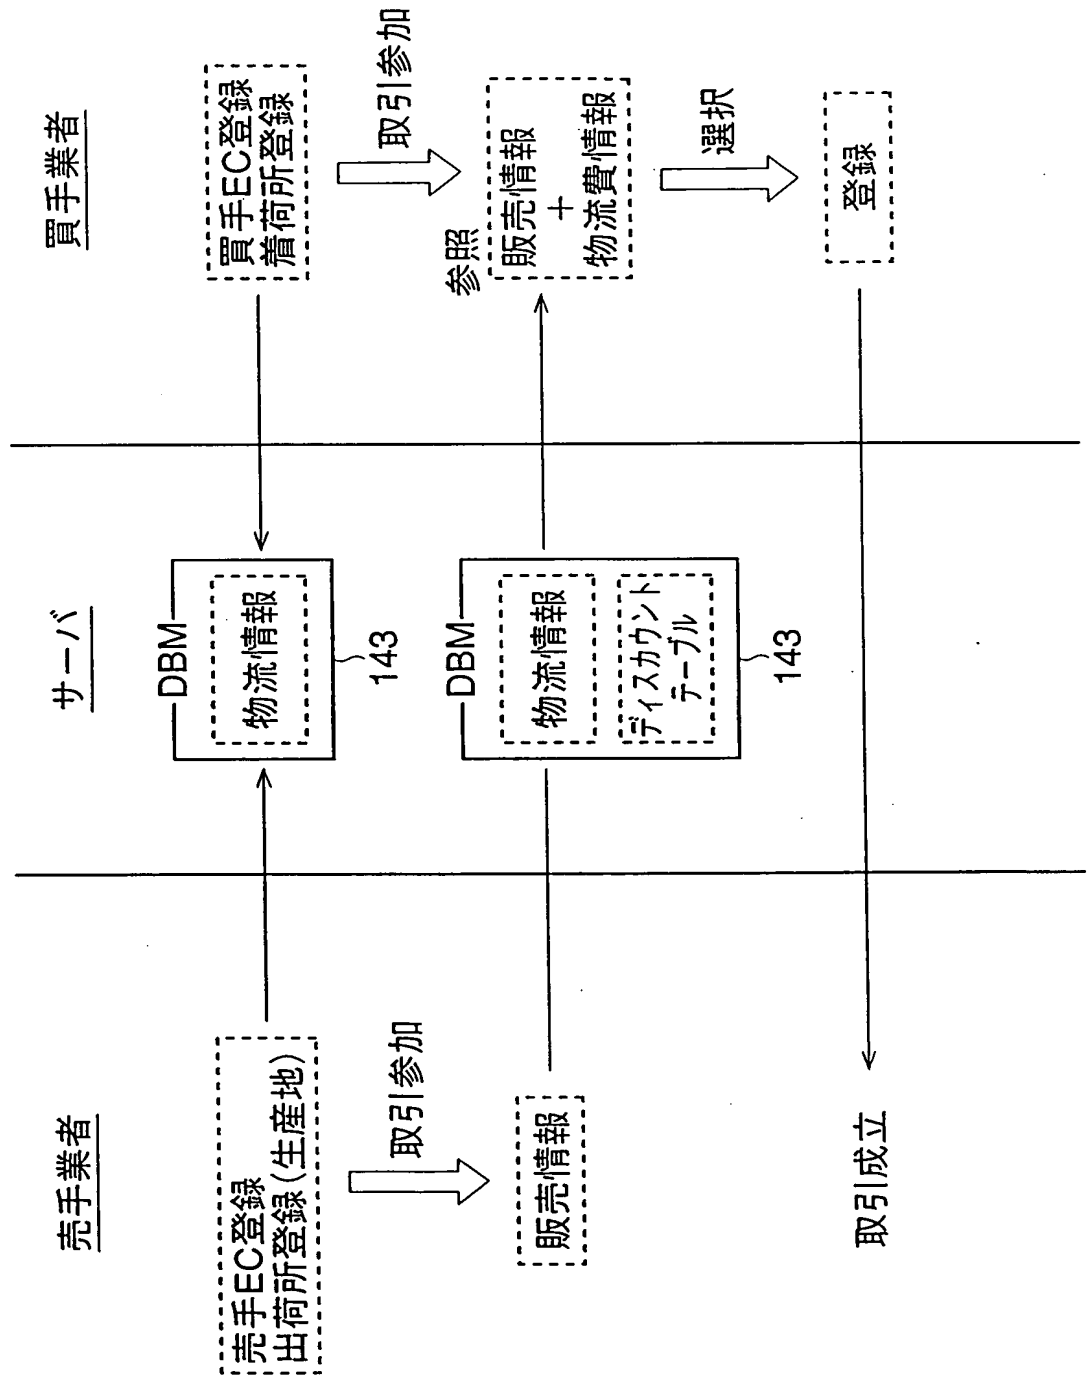 売手業者
サーバ
買手業者
売手EC登録
出荷所登録(生産地)
DBM
物流情報
143
買手EC登録
着荷所登録
取引参加
取引参加
販売情報
DBM
物流情報
ディスカウント
テーブル
143
参照
販売情報
＋
物流費情報
選択
登録
取引成立